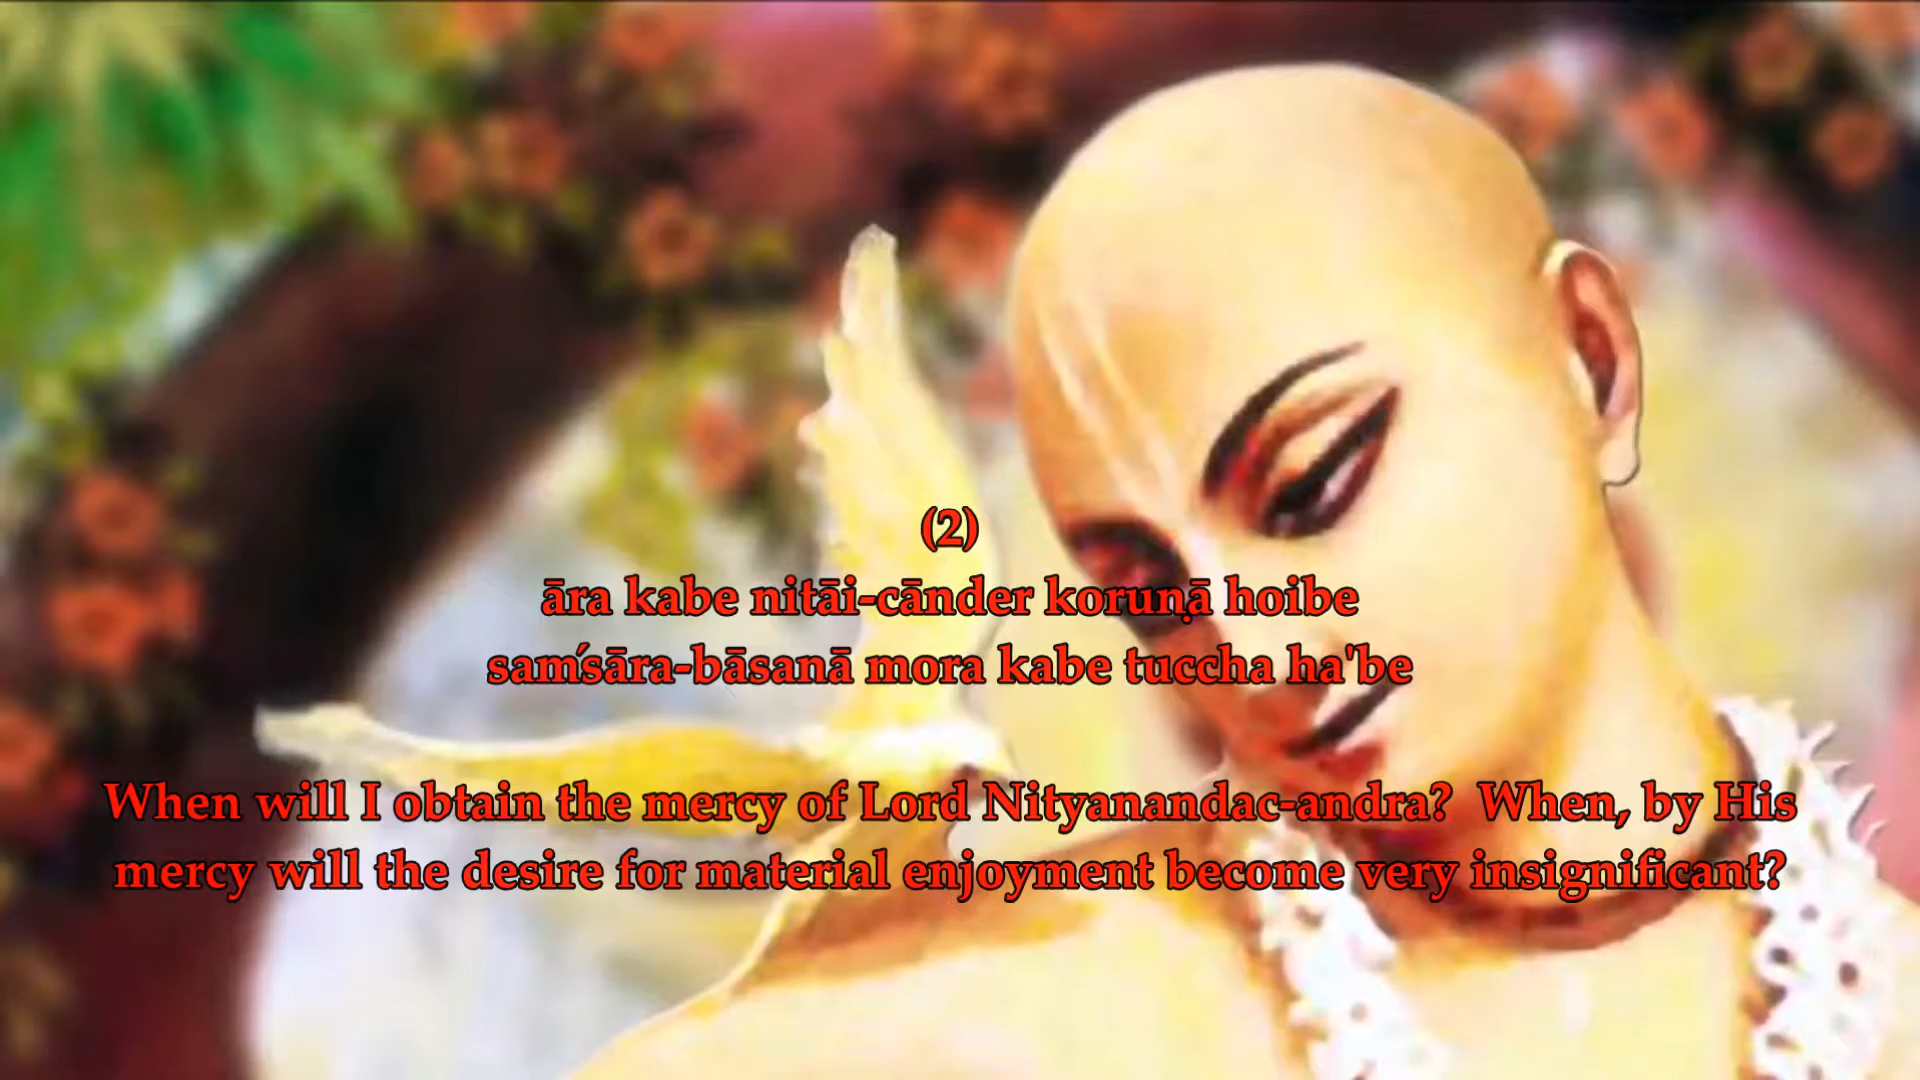 (2)
āra kabe nitāi-cānder koruṇā hoibe
saḿsāra-bāsanā mora kabe tuccha ha'be
When will I obtain the mercy of Lord Nityanandac-andra?  When, by His
mercy will the desire for material enjoyment become very insignificant?